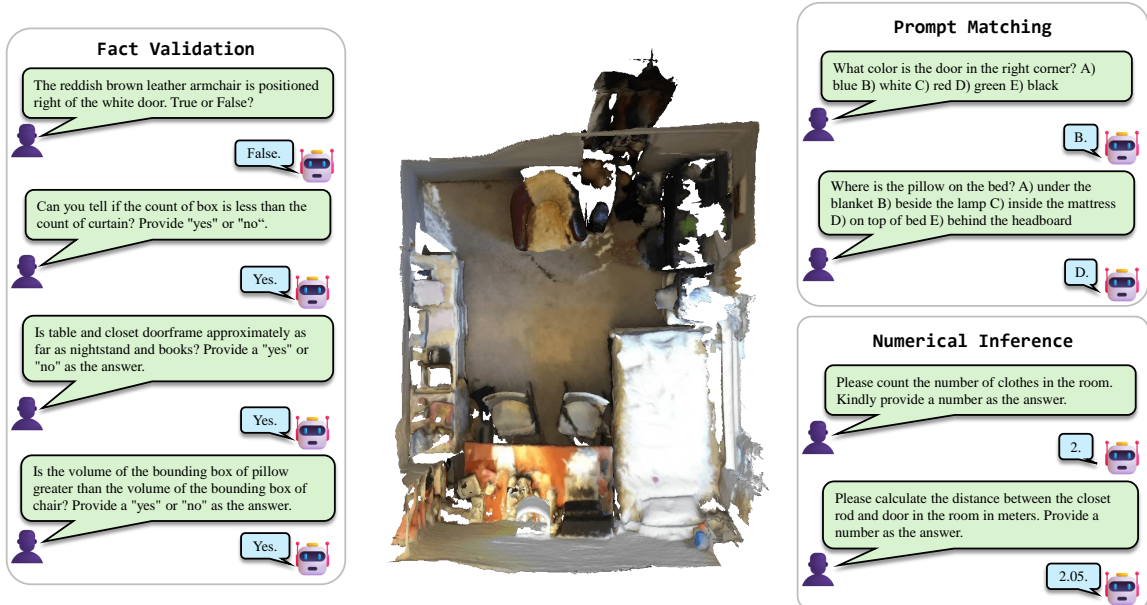 Fact Validation
The reddish brown leather armchair is positioned
right of the white door. True or False?
False.
Can you tell if the count of box is less than the
count of curtain? Provide "yes" or "no“.
Yes.
Is table and closet doorframe approximately as
far as nightstand and books? Provide a "yes" or
"no" as the answer.
Yes.
Is the volume of the bounding box of pillow
greater than the volume of the bounding box of
chair? Provide a "yes" or "no" as the answer.
Yes.
Prompt Matching
What color is the door in the right corner? A)
blue B) white C) red D) green E) black
B.
Where is the pillow on the bed? A) under the
blanket B) beside the lamp C) inside the mattress
D) on top of bed E) behind the headboard
D.
Numerical Inference
Please count the number of clothes in the room.
Kindly provide a number as the answer.
2.
Please calculate the distance between the closet
rod and door in the room in meters. Provide a
number as the answer.
2.05.